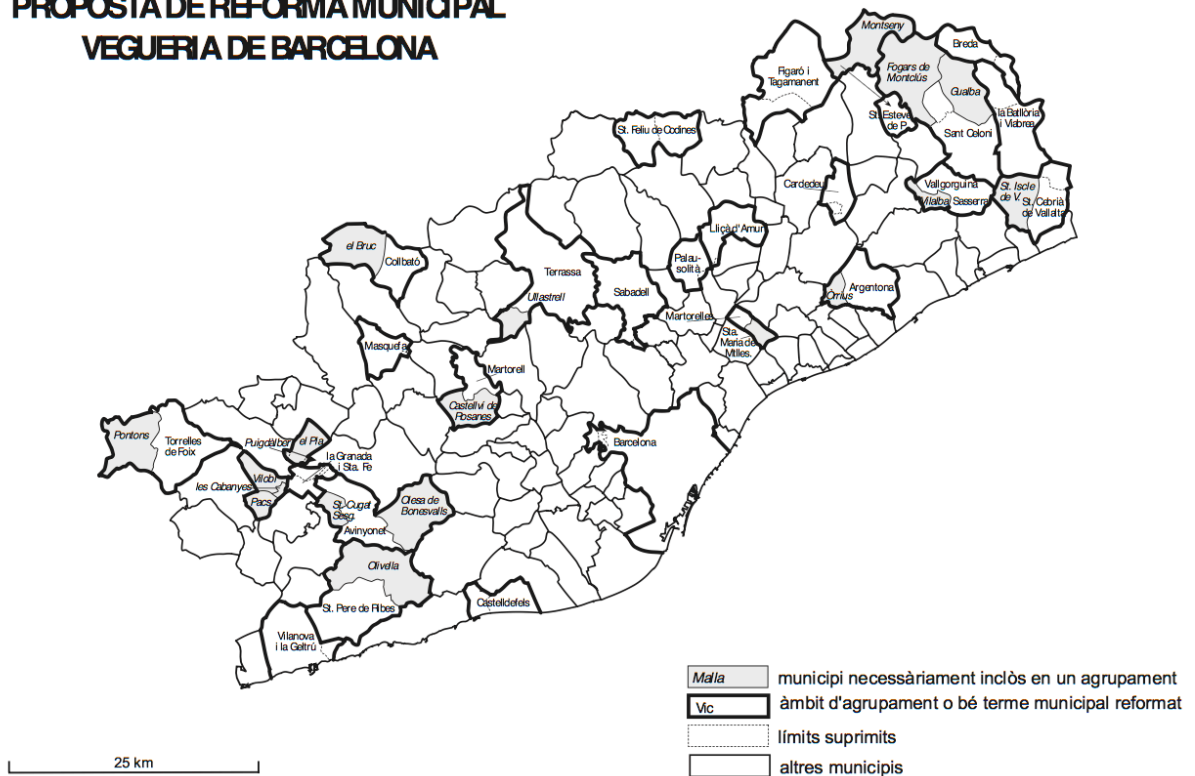 PROPOSTA DE REFORMA MUNICIPAL
VEGUERIA DE BARCELONA
Montseny
Breda
Figaró i
Tagamanent
Fogars de
Montclús
Gualba
St. Esteve
de P.
la Batllòria
i Viabrea
Sant Celoni
St. Feliu de Codines
Cardedeu
Vallgorguina
Vilalba Sasserra
St. Iscle
de V.
St. Cebrià
de Vallalta
Lliçà d'Amunt
el Bruc
Collbató
Palau-
solità
Terrassa
Ullastrell
Sabadell
Òrrius
Argentona
Martorelles
Sta.
Maria de
Mtlles.
Masquefa
Martorell
Castellví de
Rosanes
Pontons
Torrelles
de Foix
Puigdàlber
el Pla
la Granada
i Sta. Fe
Barcelona
les Cabanyes
Vilobí
Pacs
St. Cugat
Sesg.
Avinyonet
Olesa de
Bonesvalls
Olivella
St. Pere de Ribes
Castelldefels
Vilanova
i la Geltrú
Malla
municipi necessàriament inclòs en un agrupament
Vic
àmbit d'agrupament o bé terme municipal reformat
límits suprimits
altres municipis
25 km